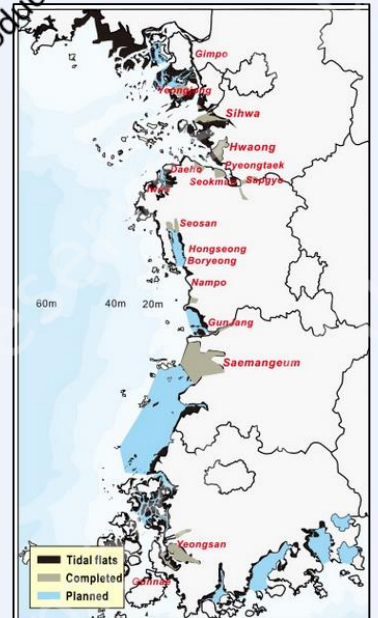 Gimpo
Yeongjong
Sihwa
Hwaong
Pyeongtaek
Daeho
Seokmun
Sapgyo
Seosan
Hongseong
Boryeong
Nampo
60m 40m 20m
GunJang
Saemangeum
Yeongsan
Tidal flats
Completed
Planned